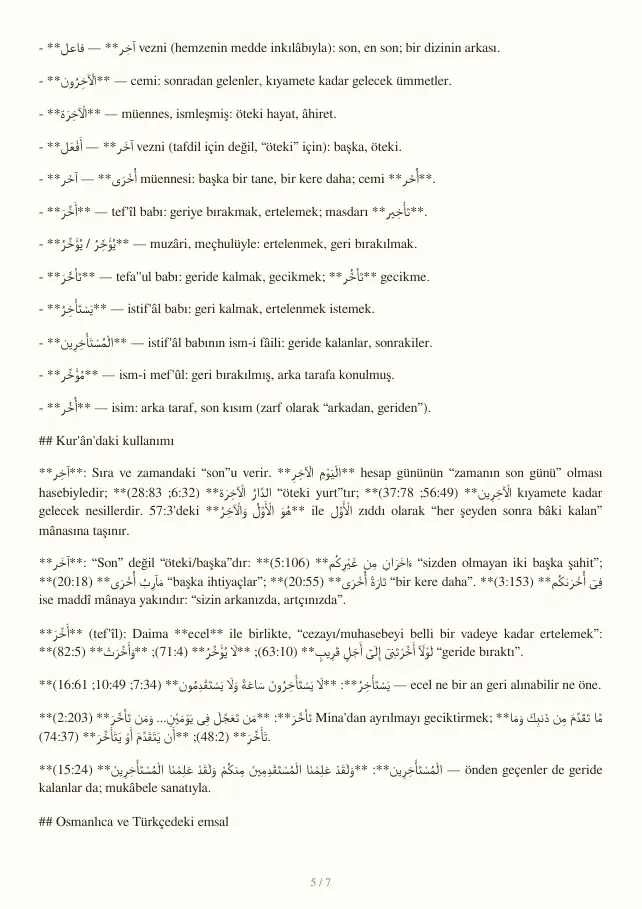 - **آخِر** — فاعل** vezni (hemzenin medde inkılâbıyla): son, en son; bir dizinin arkası.
- **الْآخِرُون** — cemi: sonradan gelenler, kıyamete kadar gelecek ümmetler.
- **الْآخِرَة** — müennes, ismleşmiş: öteki hayat, âhiret.
- **آخَر** — أَفْعَل** vezni (tafdil için değil, “öteki” için): başka, öteki.
- **أُخْرَى** — آخر müennesi: başka bir tane, bir kere daha; cemi **أُخَر**.
- **أَخَّرَ** — tef'îl babı: geriye bırakmak, ertelemek; masdarı **تَأْخِير**.
- **يُؤَخِّرُ / يُؤَخَّرُ** — muzâri, meçhulüyle: ertelenmek, geri bırakılmak.
- **تَأَخَّرَ** — tefa''ul babı: geride kalmak, gecikmek; **تَأَخُّر** gecikme.
- **يَسْتَأْخِرُ** — istif'âl babı: geri kalmak, ertelenmek istemek.
- **الْمُسْتَأْخِرِين** — istif'âl babının ism-i fâili: geride kalanlar, sonrakiler.
- **مُؤَخَّر** — ism-i mef'ûl: geri bırakılmış, arka tarafa konulmuş.
- **أُخُر** — isim: arka taraf, son kısım (zarf olarak “arkadan, geriden”).
## Kur'ân'daki kullanımı
**آخِر**: Sıra ve zamandaki “son”u verir. **الْيَوْمِ الْآخِرِ** hesap gününün “zamanın son günü” olması
hasebiyledir; **الدَّارُ الْآخِرَة** (6:32; 28:83) “öteki yurt”tır; **الْآخِرِين** (37:78; 56:49) kıyamete kadar
gelecek nesillerdir. 57:3'deki **هُوَ الْأَوَّلُ وَالْآخِرُ** ile الْأَوَّل zıddı olarak “her şeyden sonra bâki kalan”
mânasına taşınır.
**آخَر**: “Son” değil “öteki/başka”dır: **ءَاخَرَانِ مِن غَيْرِكُم** (5:106) “sizden olmayan iki başka şahit”;
**مَآرِبُ أُخْرَى** (20:18) “başka ihtiyaçlar”; **تَارَةً أُخْرَى** (20:55) “bir kere daha”. **فِىٓ أُخْرَىٰكُم** (3:153)
ise maddî mânaya yakındır: “sizin arkanızda, artçınızda”.
**أَخَّرَ** (tef'îl): Daima **ecel** ile birlikte, “cezayı/muhasebeyi belli bir vadeye kadar ertelemek”:
**لَوْلَآ أَخَّرْتَنِىٓ إِلَىٰٓ أَجَلٍ قَرِيبٍ** (63:10); **لَا يُؤَخَّرُ** (71:4); **وَأَخَّرَتْ** (82:5) “geride bıraktı”.
**يَسْتَأْخِرُ**: **لَا يَسْتَأْخِرُونَ سَاعَةً وَلَا يَسْتَقْدِمُون** (7:34; 10:49; 16:61) — ecel ne bir an geri alınabilir ne öne.
**تَأَخَّرَ**: **مَن تَعَجَّلَ فِى يَوْمَيْنِ... وَمَن تَأَخَّرَ** (2:203) Mina'dan ayrılmayı geciktirmek; **مَّا تَقَدَّمَ مِن ذَنۢبِكَ وَمَا
تَأَخَّرَ** (48:2); **أَن يَتَقَدَّمَ أَوْ يَتَأَخَّرَ** (74:37).
**الْمُسْتَأْخِرِين**: **وَلَقَدْ عَلِمْنَا الْمُسْتَقْدِمِينَ مِنكُمْ وَلَقَدْ عَلِمْنَا الْمُسْتَأْخِرِينَ** (15:24) — önden geçenler de geride
kalanlar da; mukâbele sanatıyla.
## Osmanlıca ve Türkçedeki emsal
5 / 7